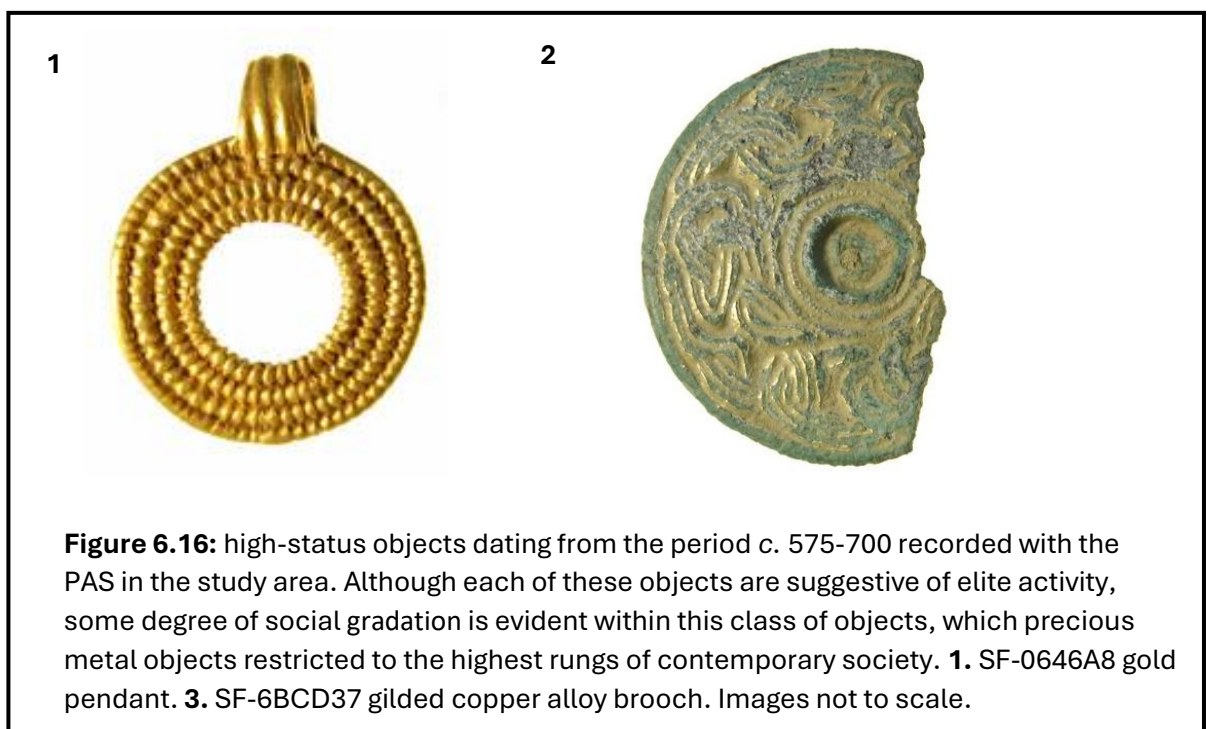 1
2
Figure 6.16: high-status objects dating from the period c. 575-700 recorded with the
PAS in the study area. Although each of these objects are suggestive of elite activity,
some degree of social gradation is evident within this class of objects, which precious
metal objects restricted to the highest rungs of contemporary society. 1. SF-0646A8 gold
pendant. 3. SF-6BCD37 gilded copper alloy brooch. Images not to scale.